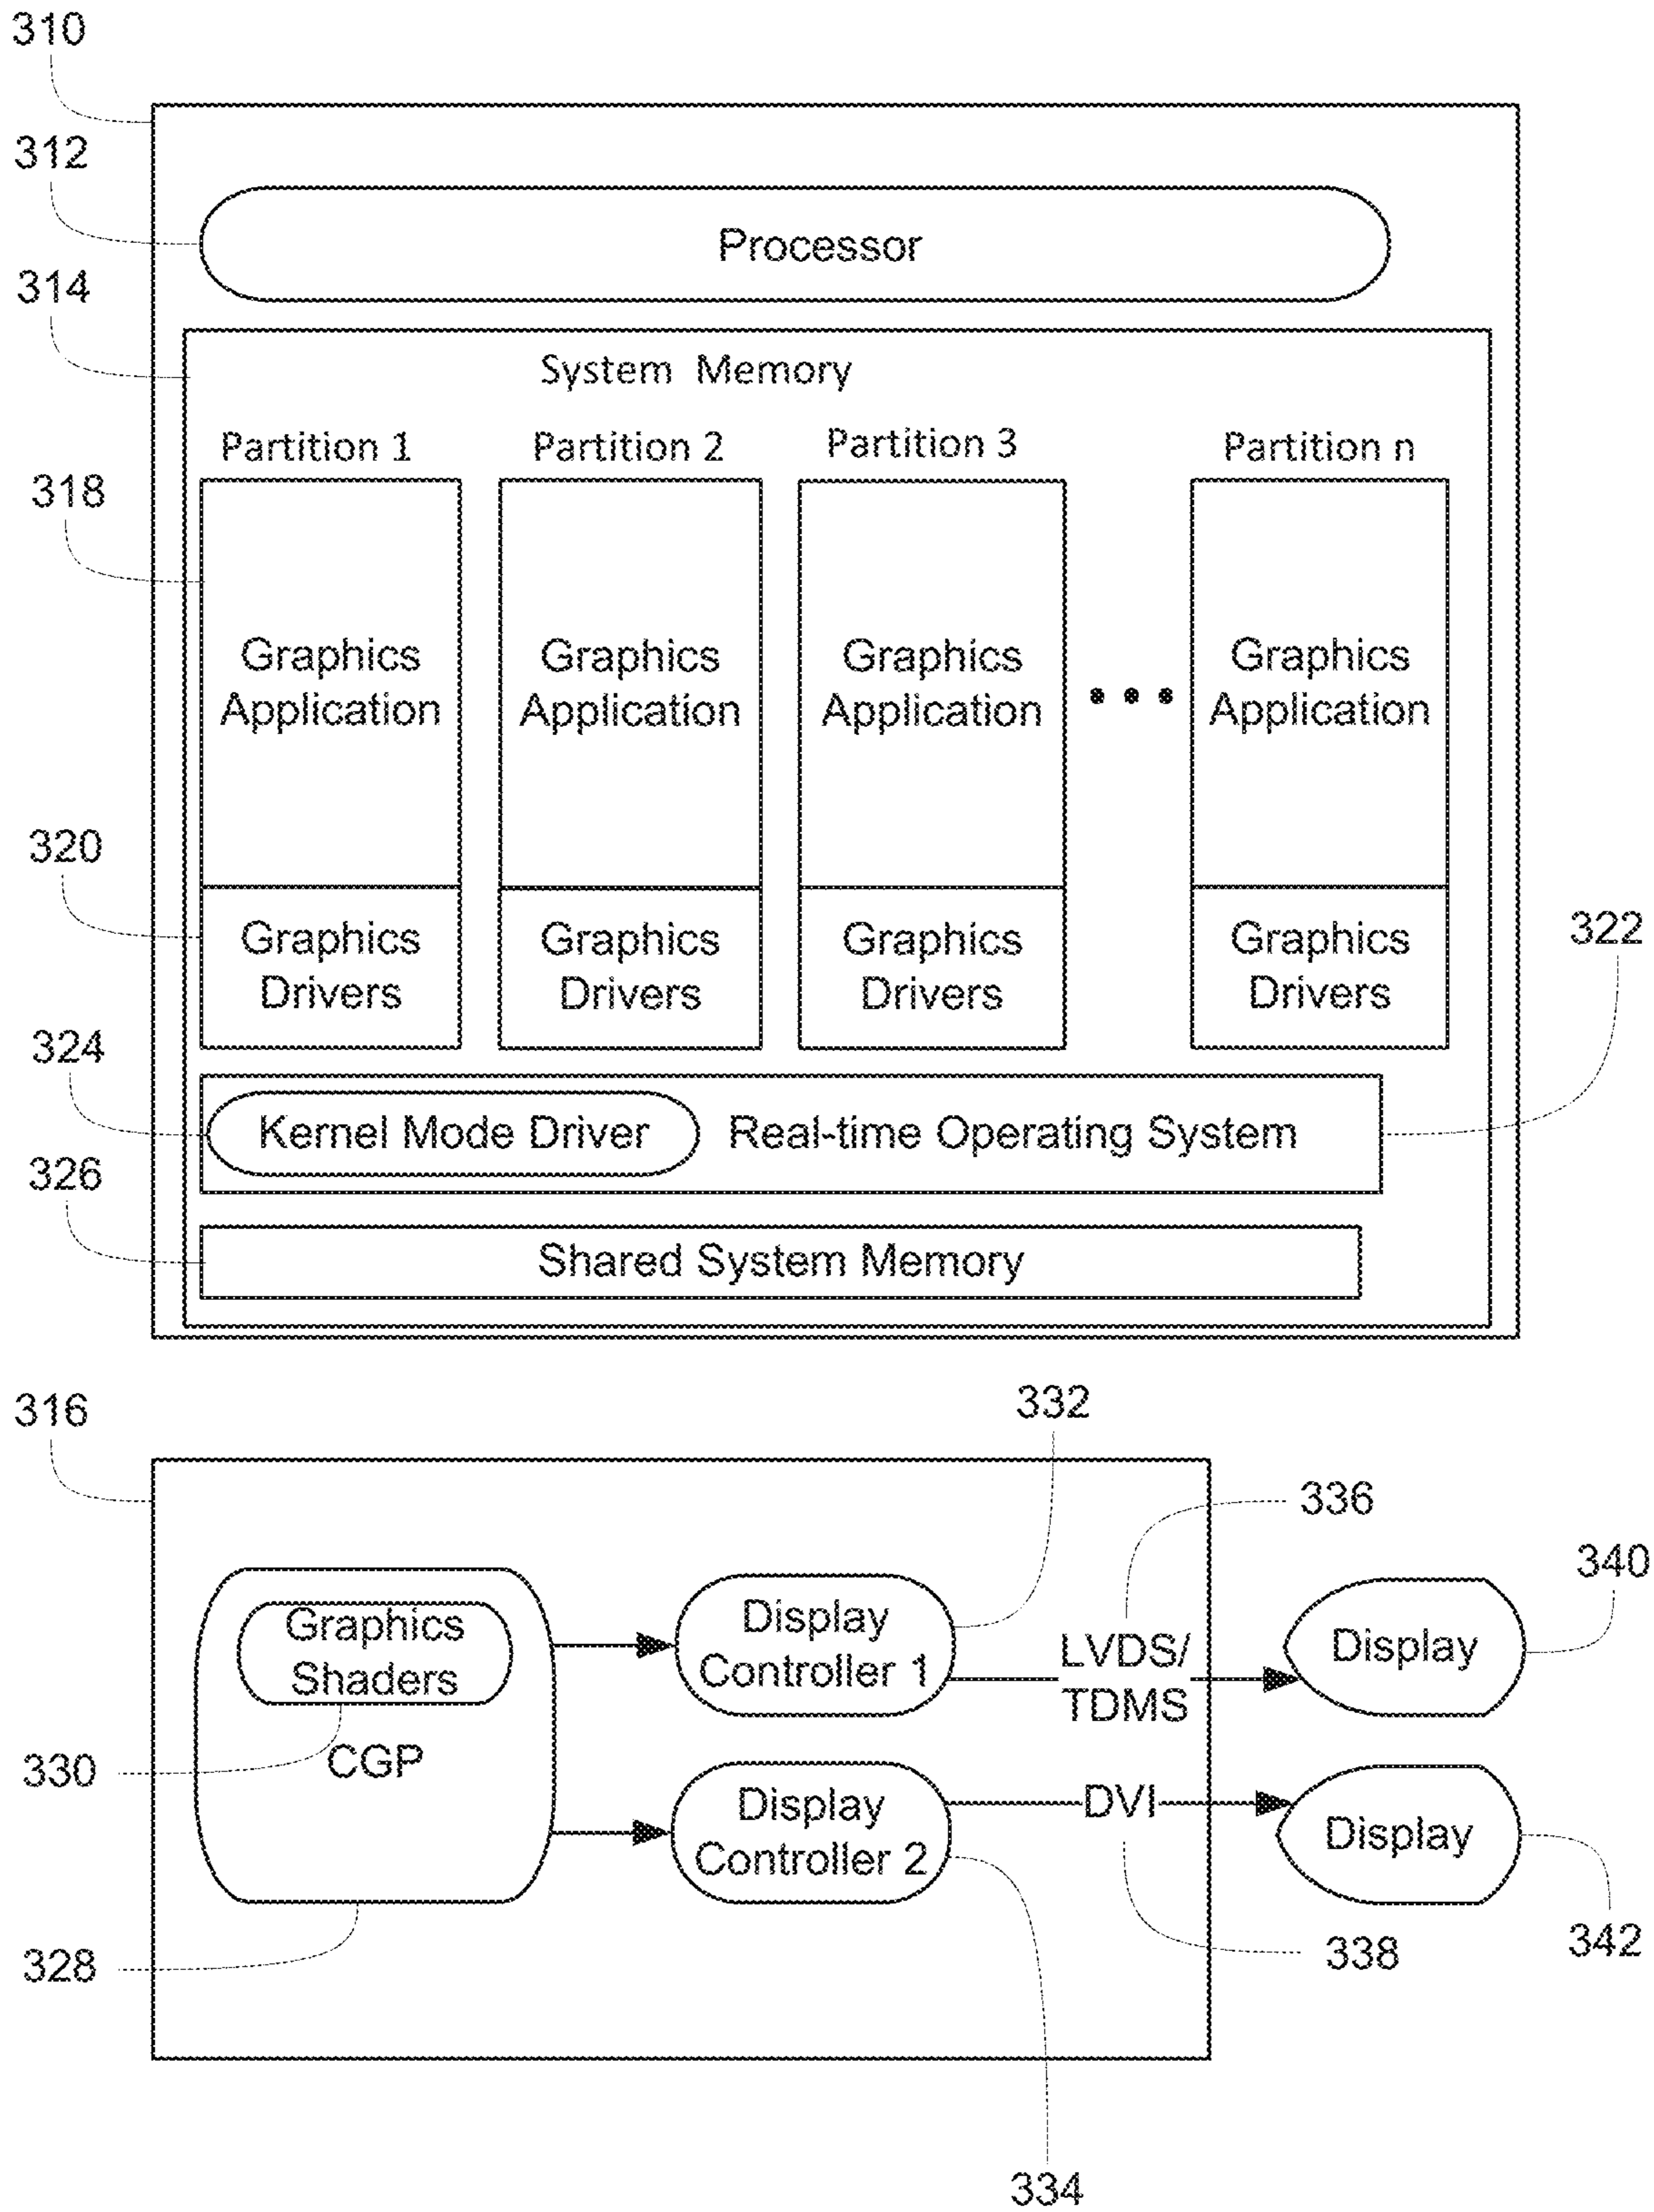 310
312
Processor
314
System Memory
Partition 1
Partition 2
Partition 3
Partition n
318
Graphics
Application
Graphics
Application
Graphics
Application
Graphics
Application
320
Graphics
Drivers
Graphics
Drivers
Graphics
Drivers
Graphics
Drivers
322
324
Kernel Mode Driver
Real-time Operating System
326
Shared System Memory
316
332
336
340
Graphics
Shaders
Display
Controller 1
LVDS/
TDMS
Display
330
CGP
Display
Controller 2
DVI
Display
328
338
342
334